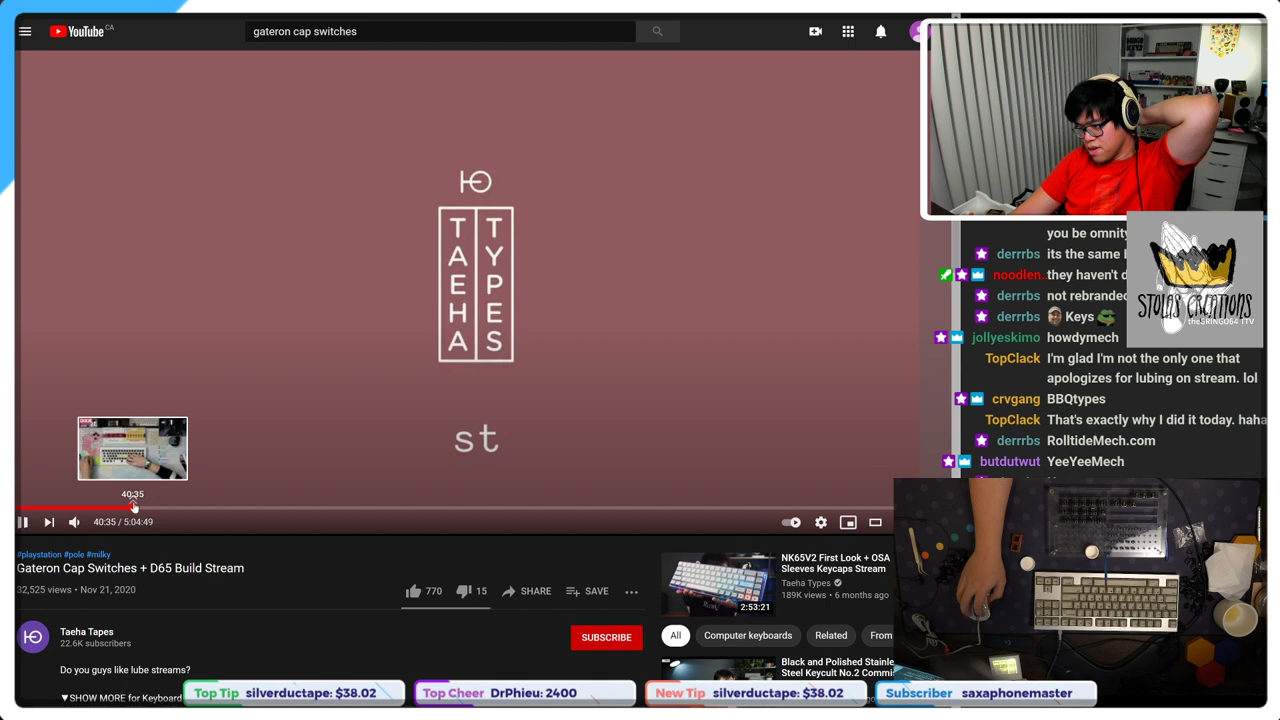 YouTube CA
gateron cap switches
TAEHA TYPES
st
40:35
40:35 / 5:04:49
#playstation #pole #milky
Gateron Cap Switches + D65 Build Stream
32,525 views • Nov 21, 2020
770
15
SHARE
SAVE
Taeha Tapes
22.6K subscribers
SUBSCRIBE
Do you guys like lube streams?
▼SHOW MORE for Keyboard
NK65V2 First Look + OSA
Sleeves Keycaps Stream
Taeha Types
189K views • 6 months ago
2:53:21
All
Computer keyboards
Related
From
Black and Polished Stainle
Steel Keycult No.2 Commi
you be omnity
derrrbs its the same
noodlen. they haven't d
derrrbs not rebranded
derrrbs Keys
jollyeskimo howdymech
TopClack I'm glad I'm not the only one that
apologizes for lubing on stream. lol
crvgang BBQtypes
TopClack That's exactly why I did it today. haha
derrrbs RolltideMech.com
butdutwut YeeYeeMech
STOLAS CREATIONS
theGRINGO64 TTV
Top Tip silverductape: $38.02
Top Cheer DrPhieu: 2400
New Tip silverductape: $38.02
Subscriber saxaphonemaster